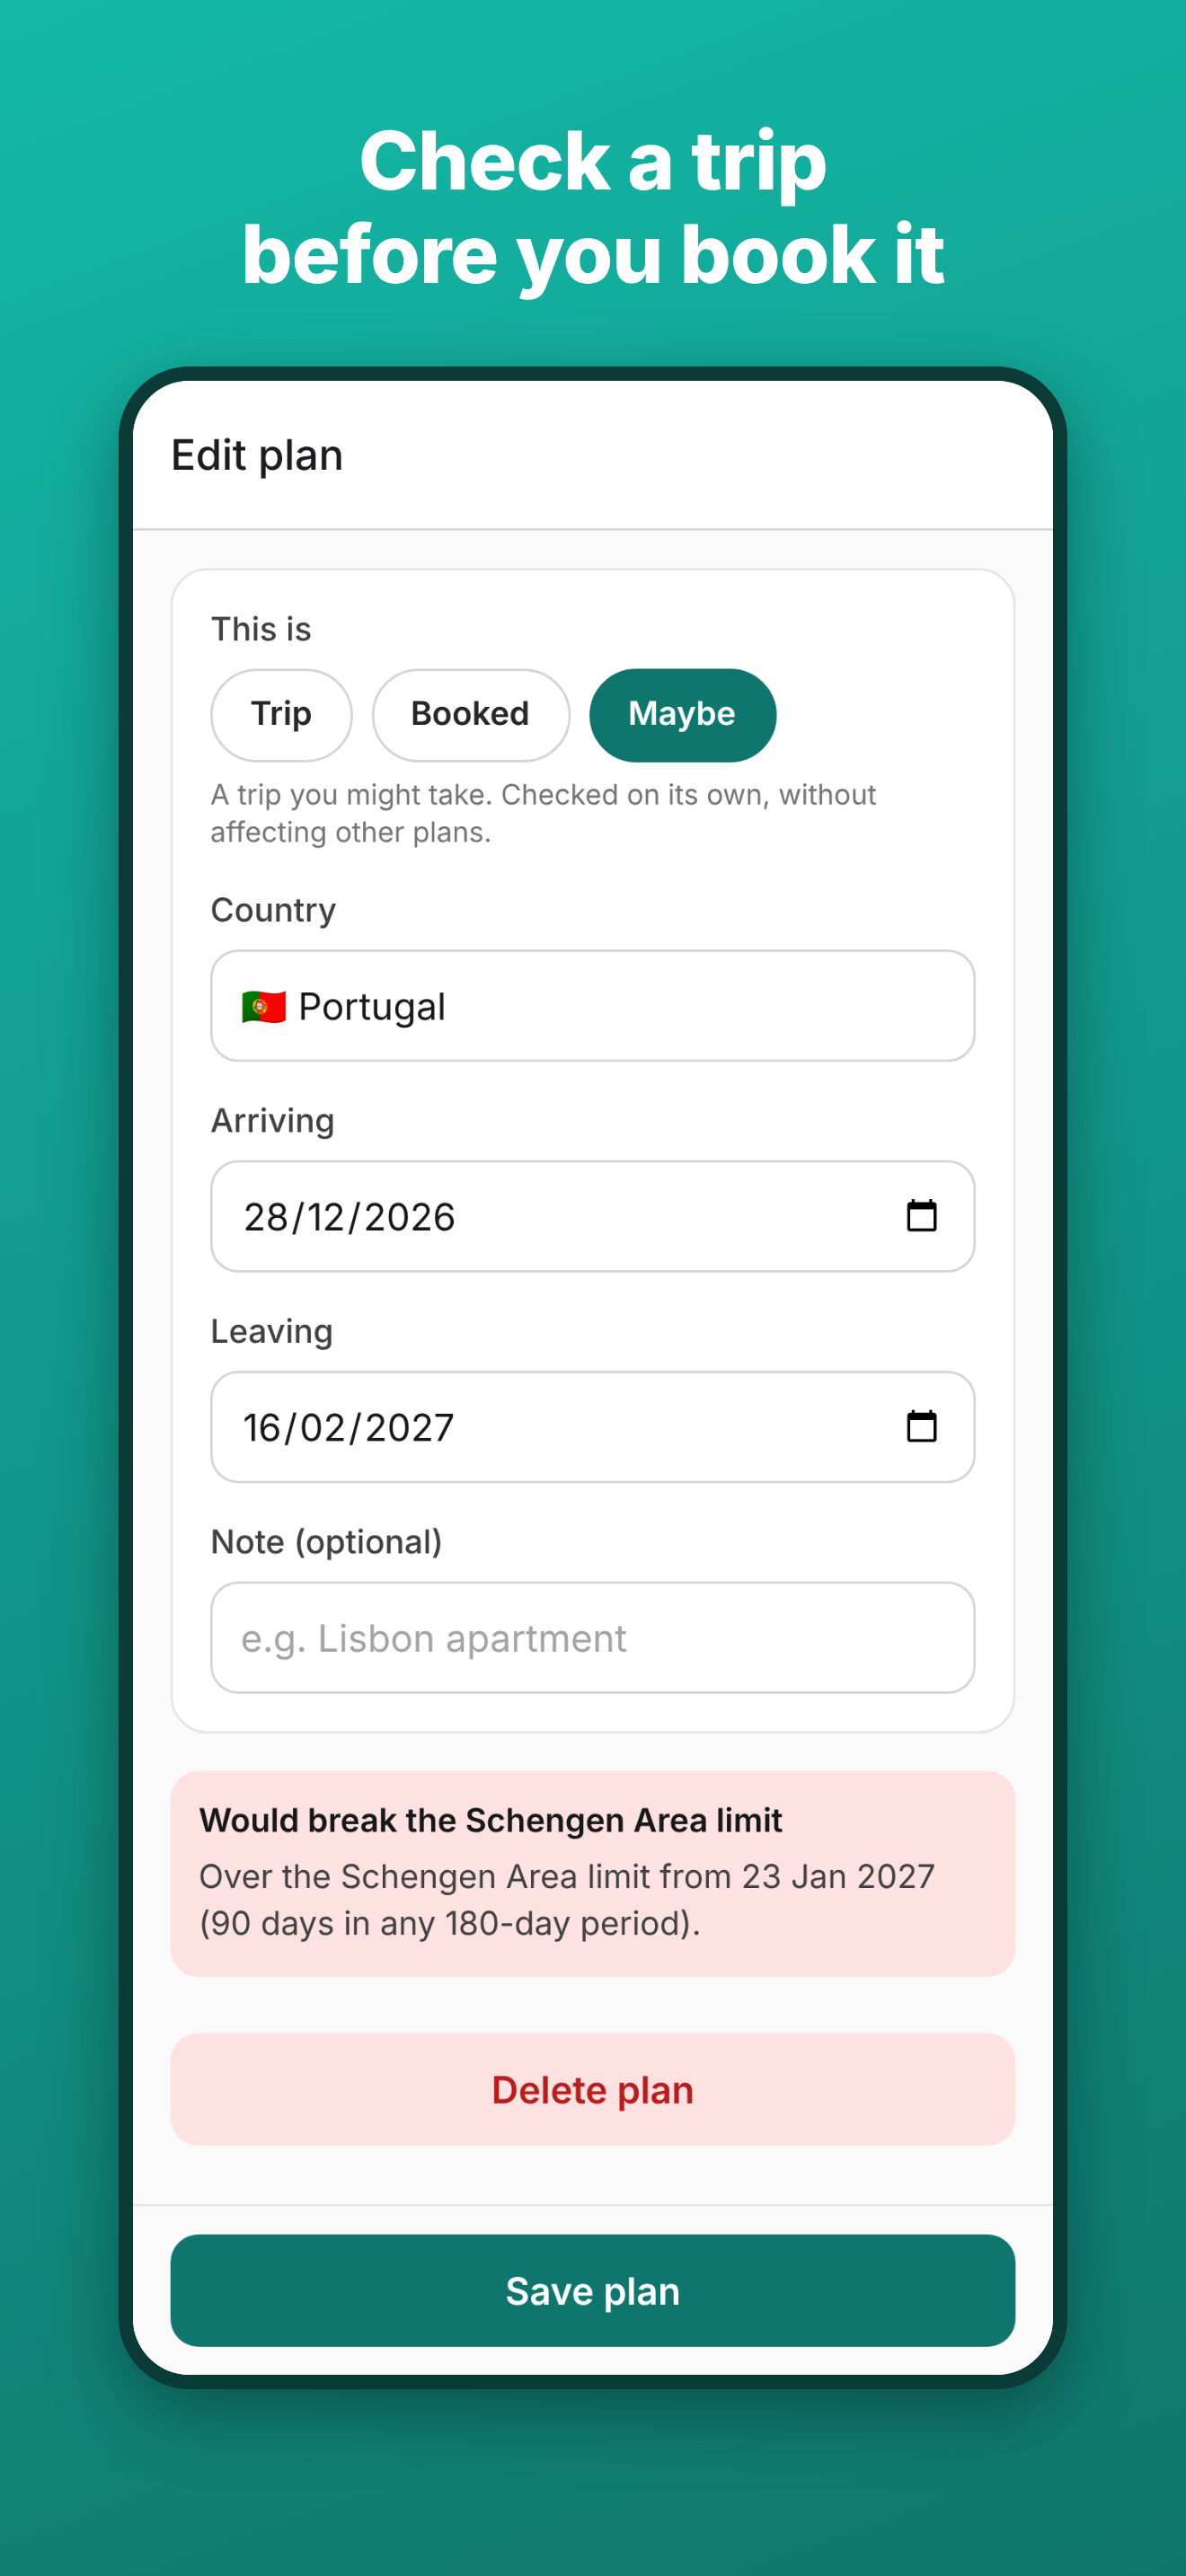 Check a trip
before you book it
Edit plan
This is
Trip
Booked
Maybe
A trip you might take. Checked on its own, without
affecting other plans.
Country
🇵🇹 Portugal
Arriving
28/12/2026
Leaving
16/02/2027
Note (optional)
e.g. Lisbon apartment
Would break the Schengen Area limit
Over the Schengen Area limit from 23 Jan 2027
(90 days in any 180-day period).
Delete plan
Save plan